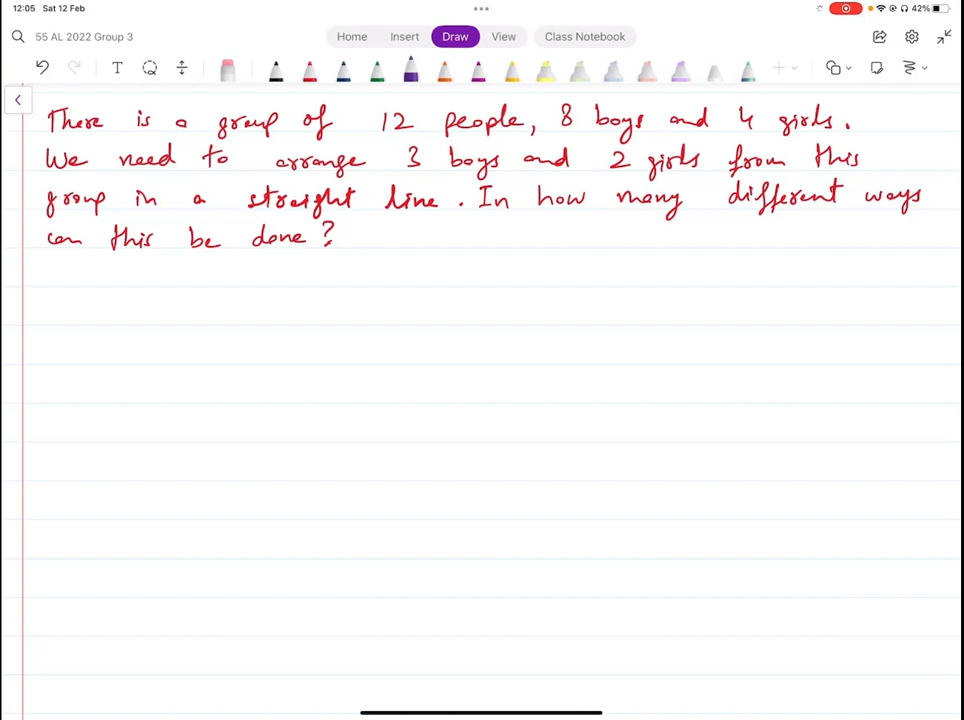 12:05 Sat 12 Feb
42%
55 AL 2022 Group 3
Home Insert Draw View Class Notebook
There is a group of 12 people, 8 boys and 4 girls.
We need to arrange 3 boys and 2 girls from this
group in a straight line. In how many different ways
can this be done?